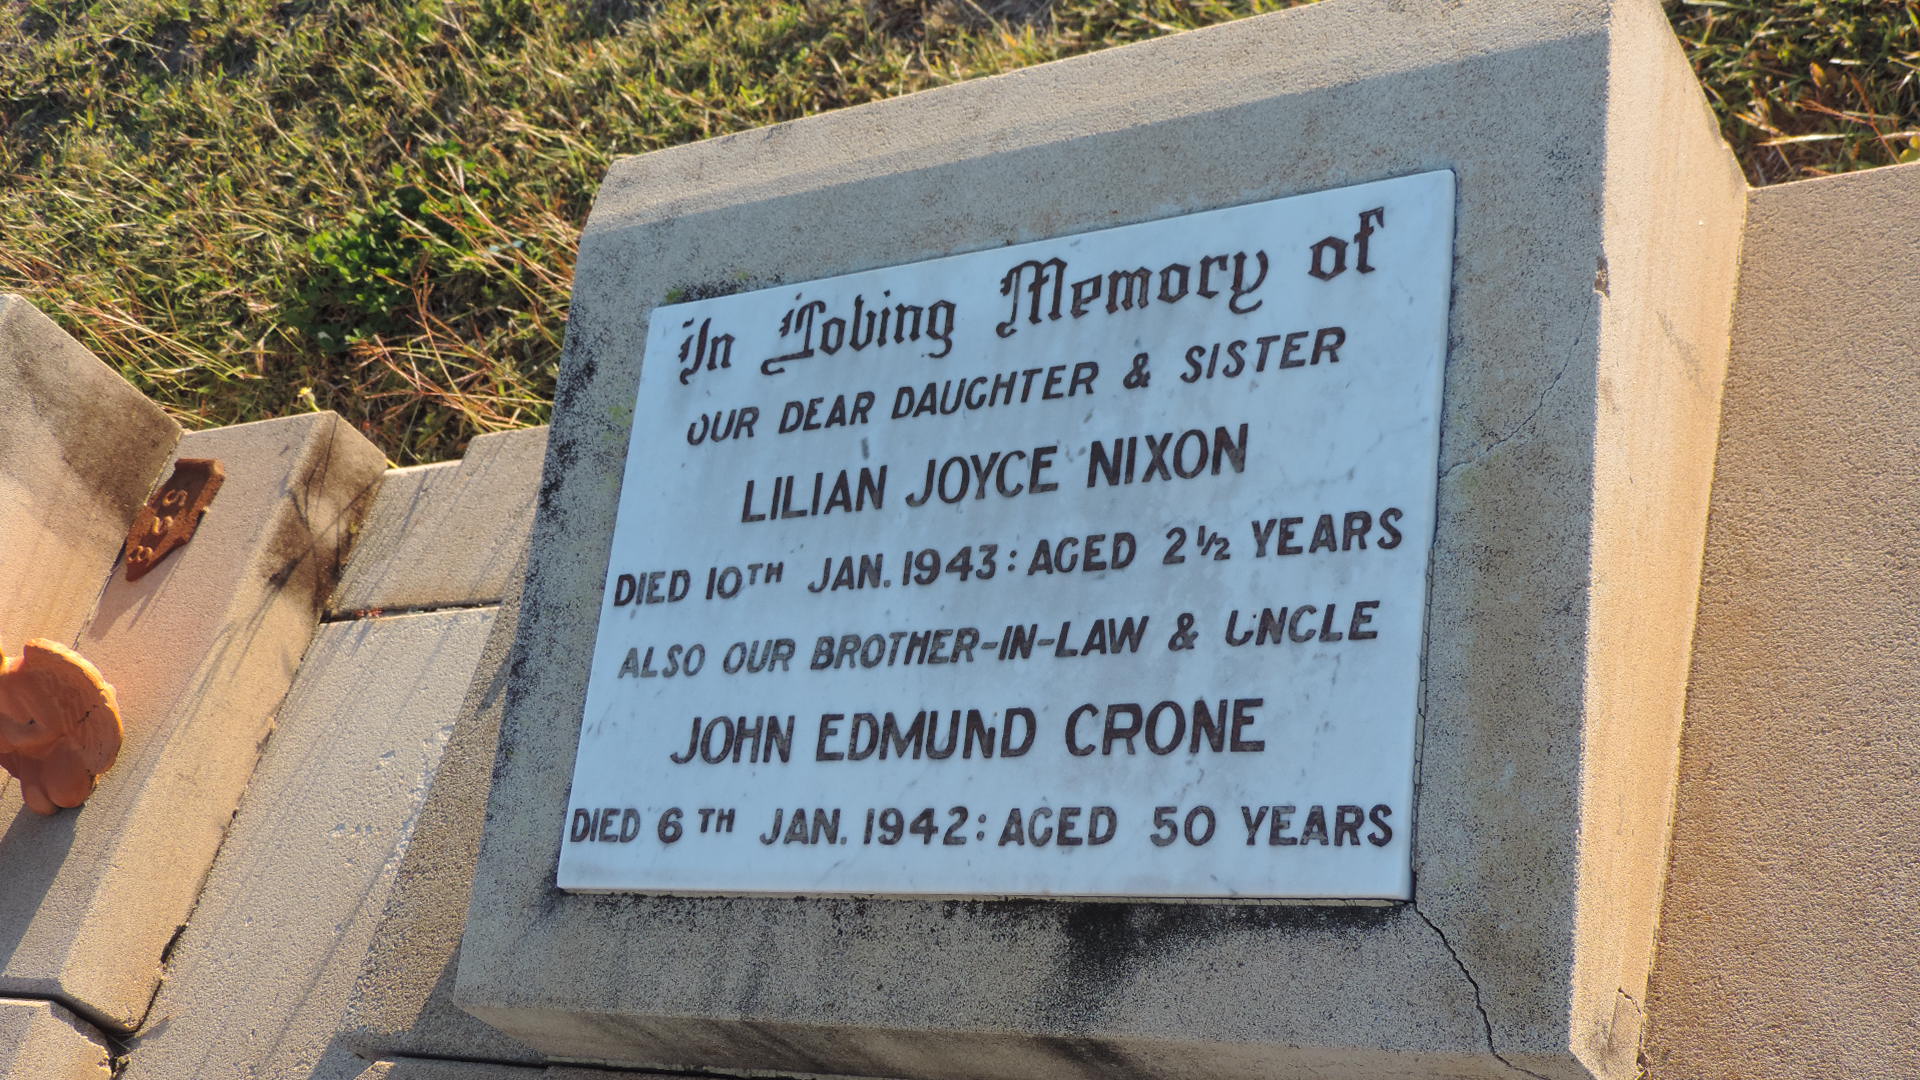 In Loving Memory of
OUR DEAR DAUGHTER & SISTER
LILIAN JOYCE NIXON
DIED 10TH JAN. 1943: AGED 2½ YEARS
ALSO OUR BROTHER-IN-LAW & UNCLE
JOHN EDMUND CRONE
DIED 6TH JAN. 1942: AGED 50 YEARS
8 S S